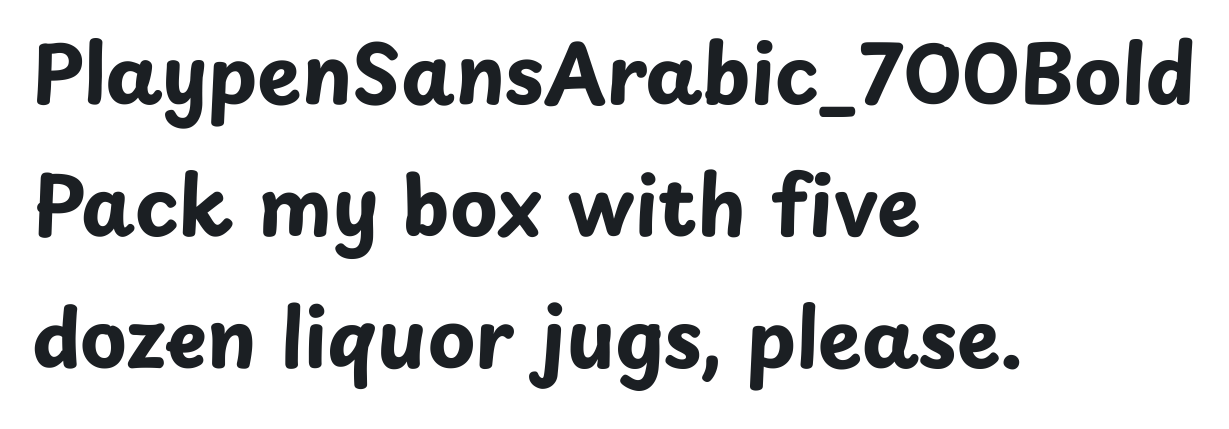 PlaypenSansArabic_700Bold
Pack my box with five
dozen liquor jugs, please.